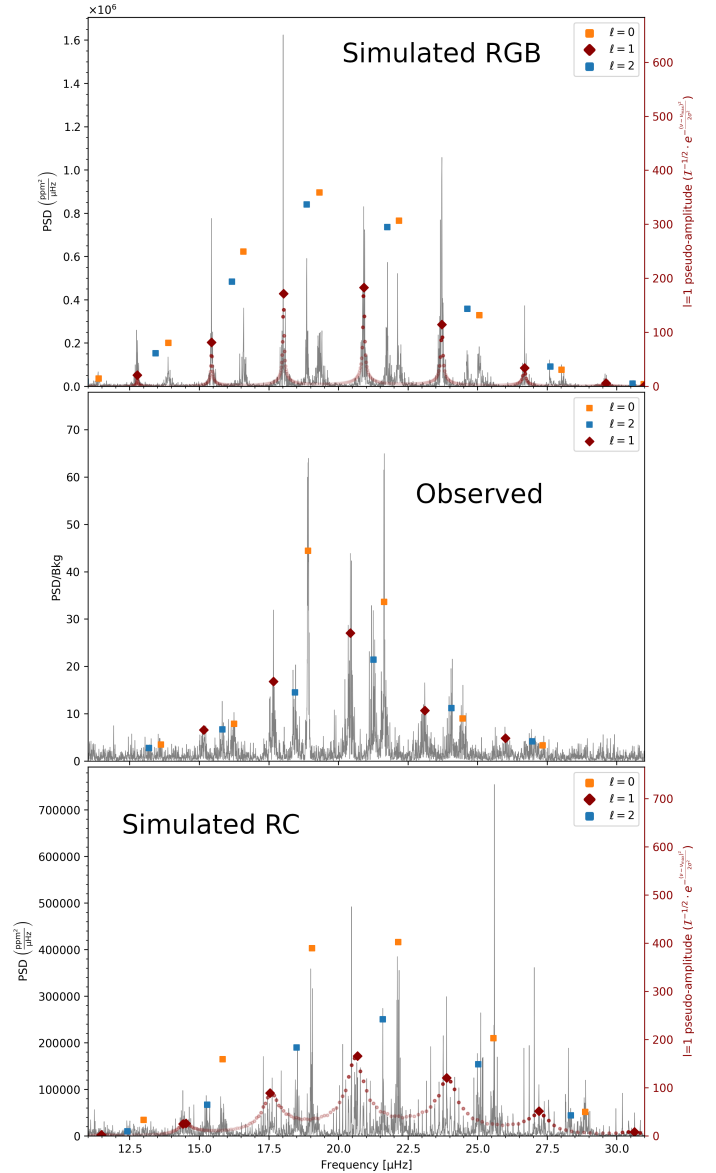 ×10⁶
Simulated RGB
ℓ = 0
ℓ = 1
ℓ = 2
1.6
1.4
1.2
1.0
0.8
0.6
0.4
0.2
0.0
PSD (ppm²/μHz)
600
500
400
300
200
100
0
l=1 pseudo-amplitude (I⁻¹/² · e^−(ν−νmax)²/2σ²)
Observed
ℓ = 0
ℓ = 2
ℓ = 1
70
60
50
40
30
20
10
0
PSD/Bkg
Simulated RC
ℓ = 0
ℓ = 1
ℓ = 2
700000
600000
500000
400000
300000
200000
100000
0
PSD (ppm²/μHz)
700
600
500
400
300
200
100
0
l=1 pseudo-amplitude (I⁻¹/² · e^−(ν−νmax)²/2σ²)
12.5 15.0 17.5 20.0 22.5 25.0 27.5 30.0
Frequency [μHz]